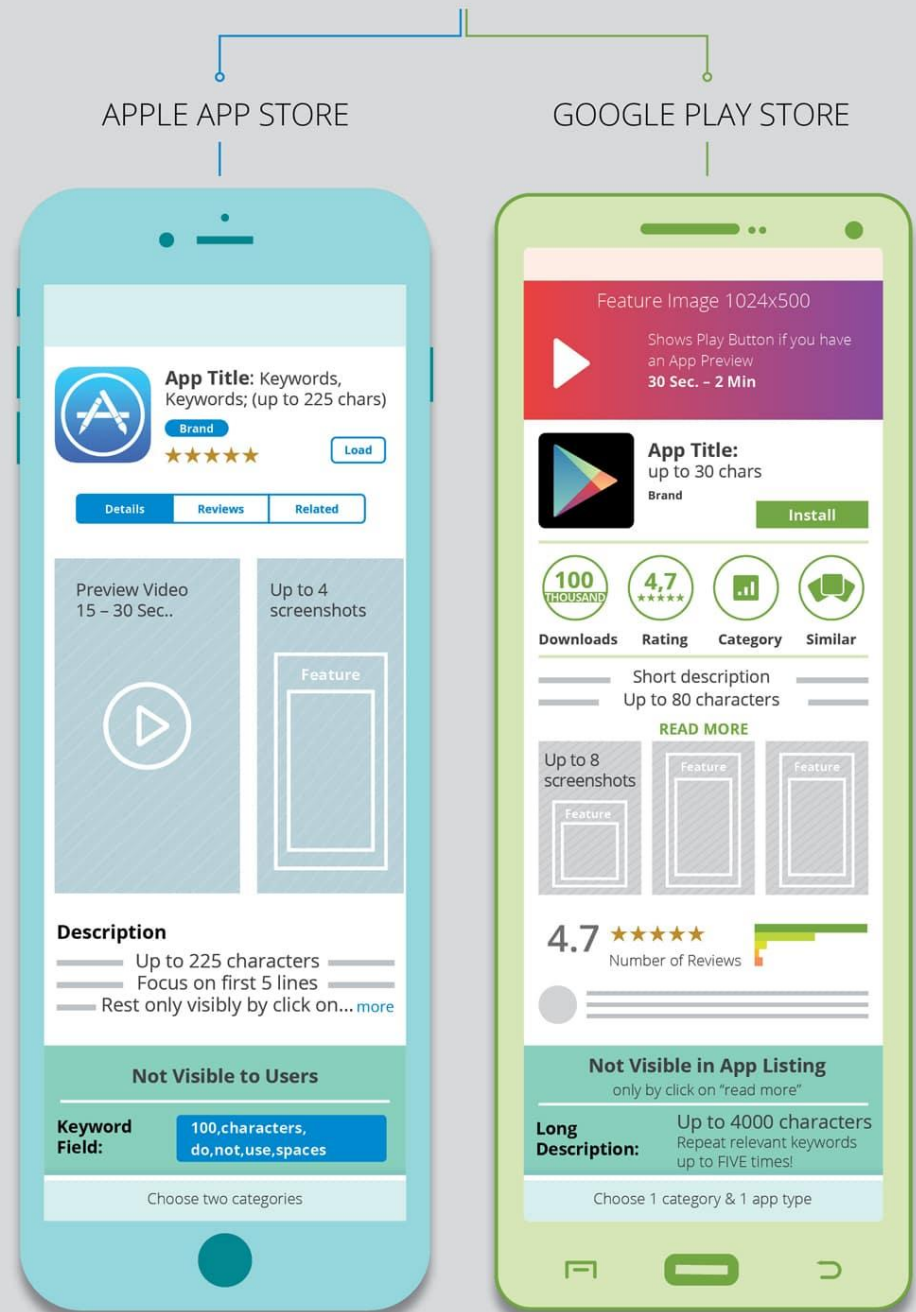 APPLE APP STORE
App Title: Keywords,
Keywords; (up to 225 chars)
Brand
Load
Details Reviews Related
Preview Video
15 – 30 Sec..
Up to 4
screenshots
Feature
Description
Up to 225 characters
Focus on first 5 lines
Rest only visibly by click on... more
Not Visible to Users
Keyword
Field:
100,characters,
do,not,use,spaces
Choose two categories
GOOGLE PLAY STORE
Feature Image 1024x500
Shows Play Button if you have
an App Preview
30 Sec. – 2 Min
App Title:
up to 30 chars
Brand
Install
100
THOUSAND
4,7
Downloads Rating Category Similar
Short description
Up to 80 characters
READ MORE
Up to 8
screenshots
Feature
Feature
Feature
4.7
Number of Reviews
Not Visible in App Listing
only by click on “read more”
Long
Description:
Up to 4000 characters
Repeat relevant keywords
up to FIVE times!
Choose 1 category & 1 app type